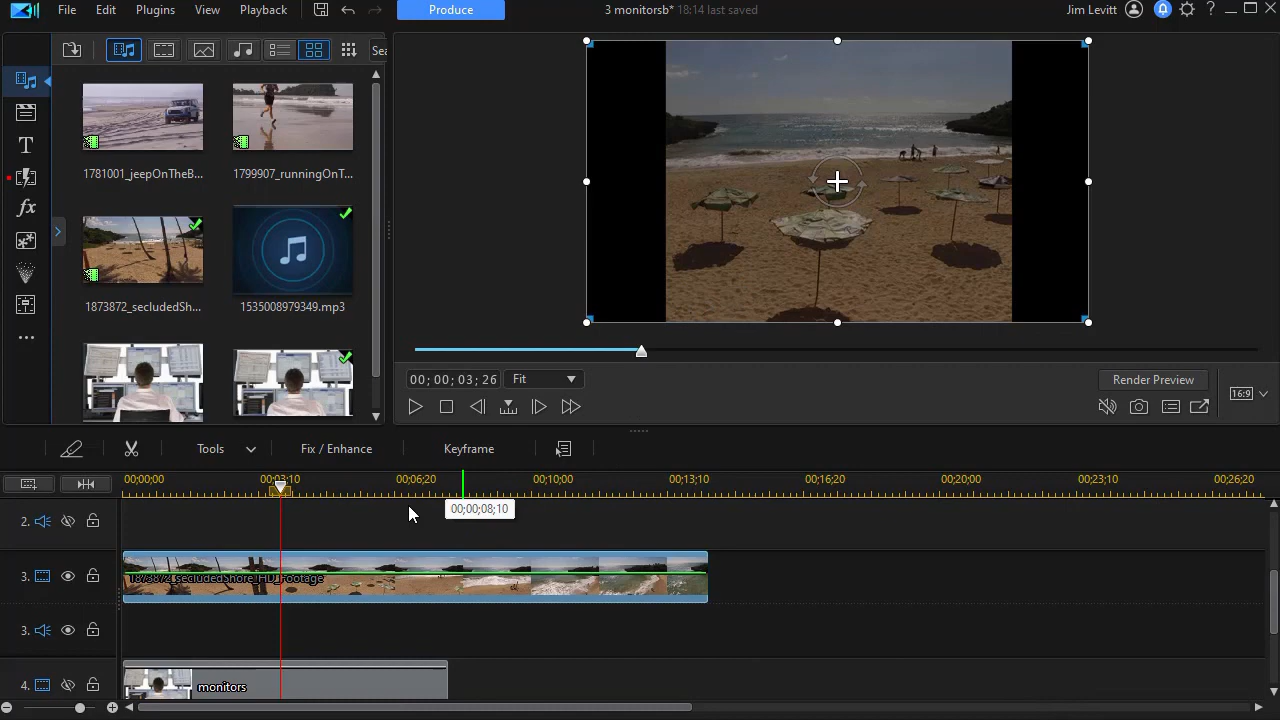 File Edit Plugins View Playback Produce 3 monitorsb* 18:14 last saved Jim Levitt
Sea
1781001_jeepOnTheB... 1799907_runningOnT...
1873872_secludedSh... 1535008979349.mp3
00; 00; 03; 26 Fit Render Preview
16:9
Tools Fix / Enhance Keyframe
00;00;00 00;03;10 00;06;20 00;10;00 00;13;10 00;16;20 00;20;00 00;23;10 00;26;20
00;00;08;10
2.
3. 1873872_secludedShore_HD_Footage
3.
4. monitors